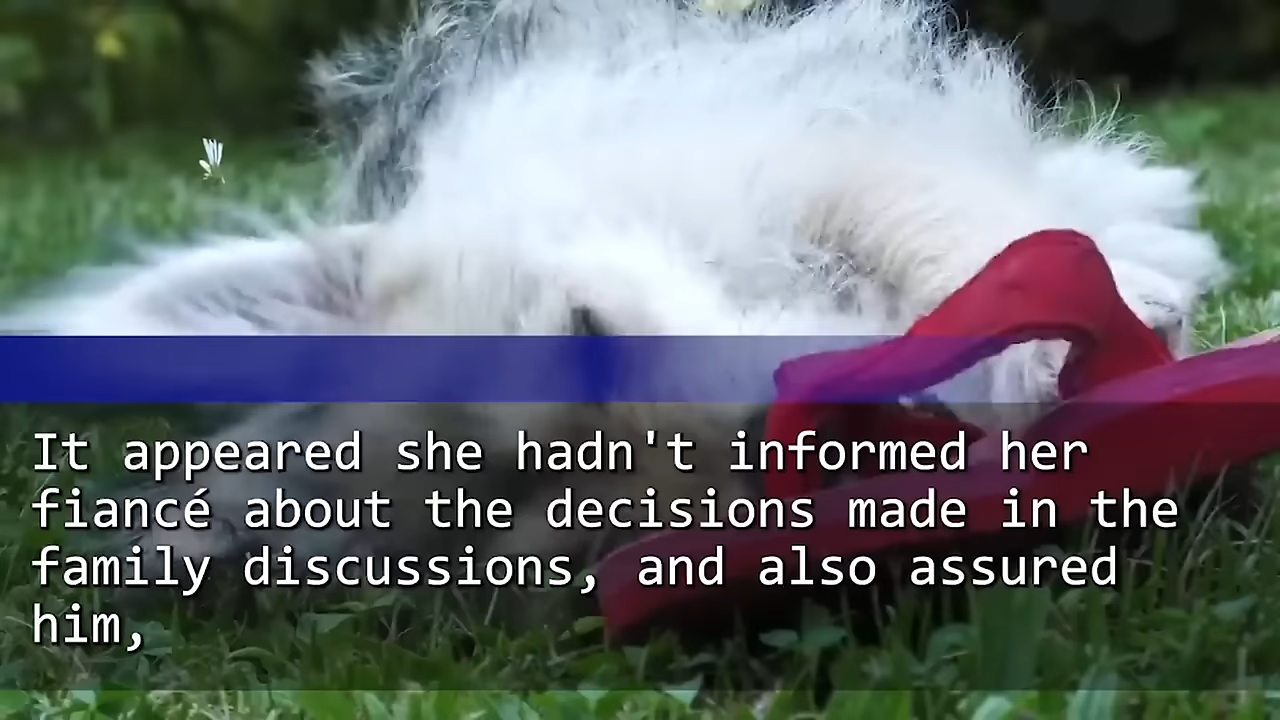 It appeared she hadn't informed her
fiancé about the decisions made in the
family discussions, and also assured
him,